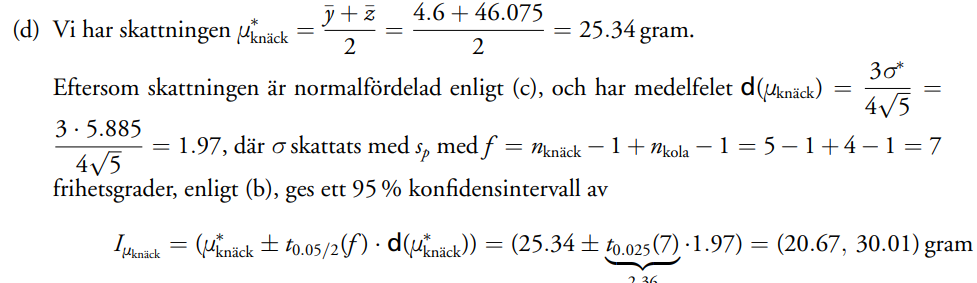 (d) Vi har skattningen μ*_knäck = (ȳ + z̄)/2 = (4.6 + 46.075)/2 = 25.34 gram.
Eftersom skattningen är normalfördelad enligt (c), och har medelfelet d(μ_knäck) = 3σ*/(4√5) =
(3 · 5.885)/(4√5) = 1.97, där σ skattats med s_p med f = n_knäck − 1 + n_kola − 1 = 5 − 1 + 4 − 1 = 7
frihetsgrader, enligt (b), ges ett 95 % konfidensintervall av
I_μknäck = (μ*_knäck ± t_0.05/2(f) · d(μ*_knäck)) = (25.34 ± t_0.025(7) · 1.97) = (20.67, 30.01) gram
2.36